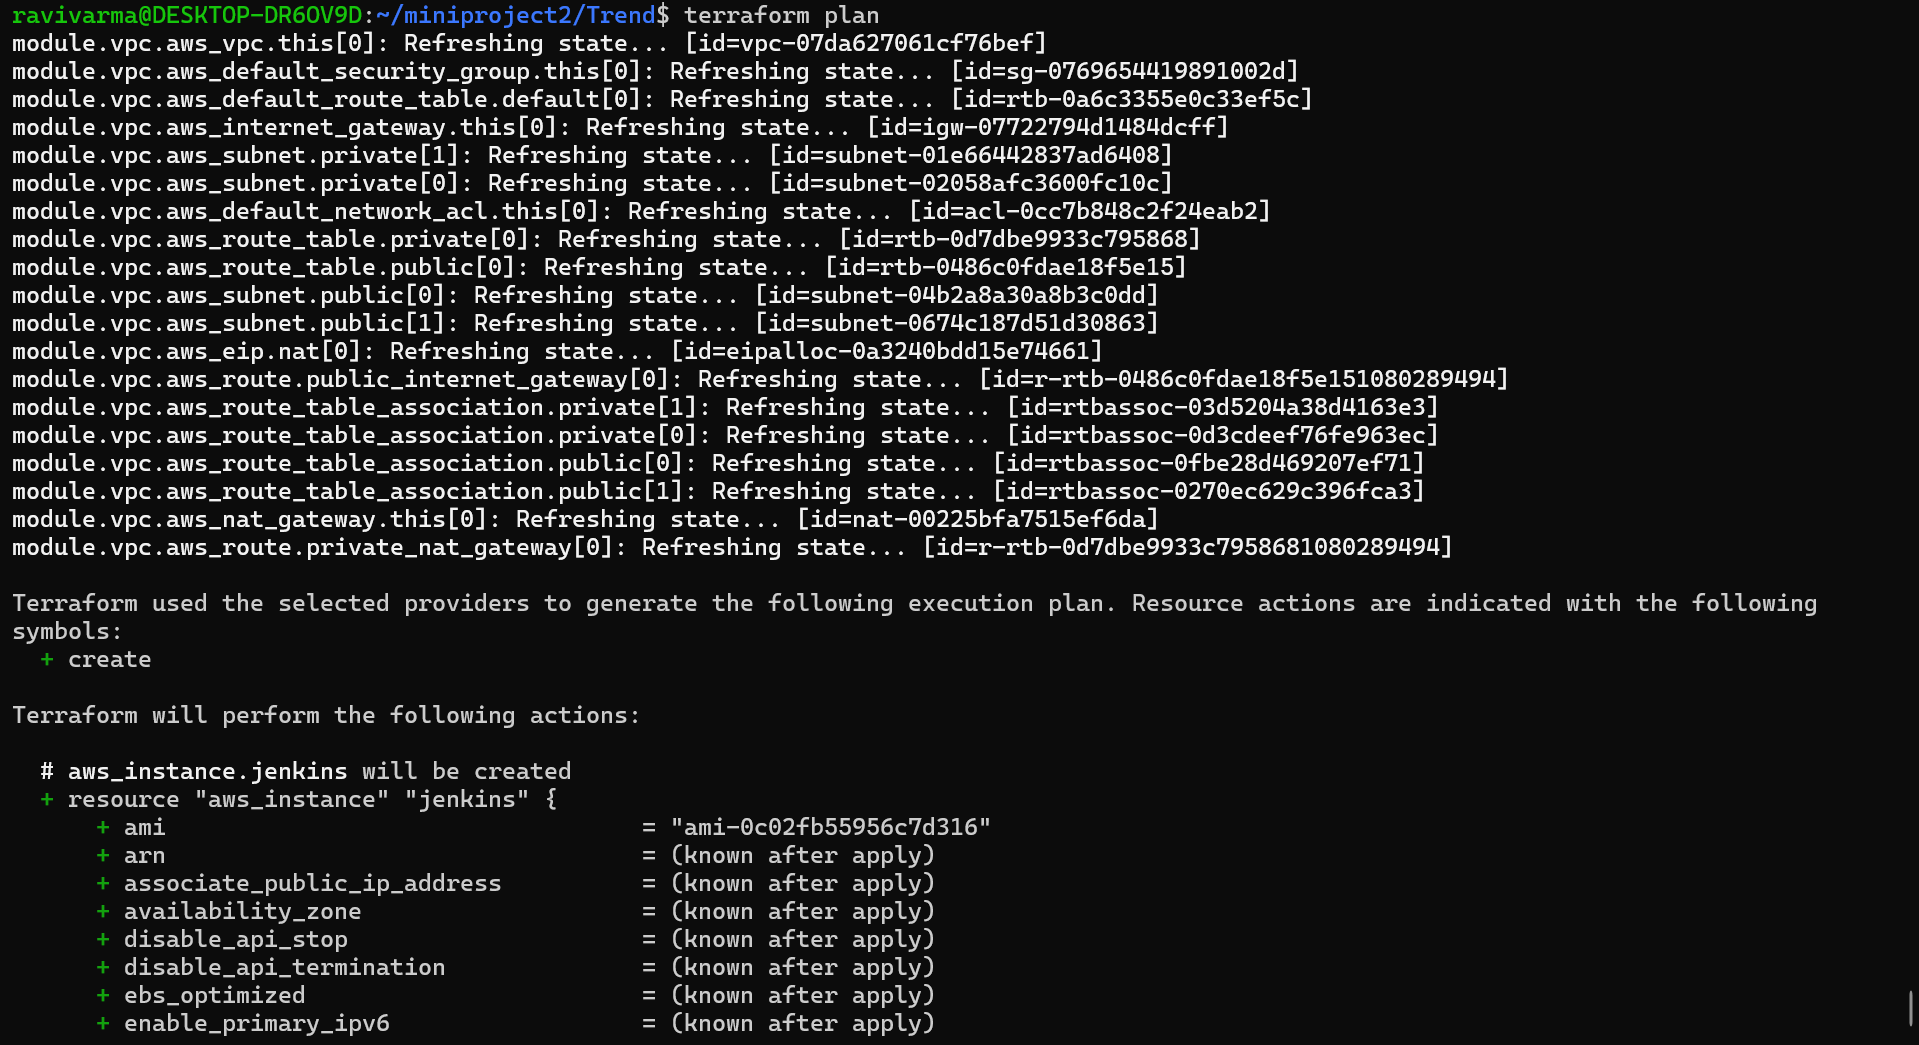 ravivarma@DESKTOP-DR6OV9D:~/miniproject2/Trend$ terraform plan
module.vpc.aws_vpc.this[0]: Refreshing state... [id=vpc-07da627061cf76bef]
module.vpc.aws_default_security_group.this[0]: Refreshing state... [id=sg-0769654419891002d]
module.vpc.aws_default_route_table.default[0]: Refreshing state... [id=rtb-0a6c3355e0c33ef5c]
module.vpc.aws_internet_gateway.this[0]: Refreshing state... [id=igw-07722794d1484dcff]
module.vpc.aws_subnet.private[1]: Refreshing state... [id=subnet-01e66442837ad6408]
module.vpc.aws_subnet.private[0]: Refreshing state... [id=subnet-02058afc3600fc10c]
module.vpc.aws_default_network_acl.this[0]: Refreshing state... [id=acl-0cc7b848c2f24eab2]
module.vpc.aws_route_table.private[0]: Refreshing state... [id=rtb-0d7dbe9933c795868]
module.vpc.aws_route_table.public[0]: Refreshing state... [id=rtb-0486c0fdae18f5e15]
module.vpc.aws_subnet.public[0]: Refreshing state... [id=subnet-04b2a8a30a8b3c0dd]
module.vpc.aws_subnet.public[1]: Refreshing state... [id=subnet-0674c187d51d30863]
module.vpc.aws_eip.nat[0]: Refreshing state... [id=eipalloc-0a3240bdd15e74661]
module.vpc.aws_route.public_internet_gateway[0]: Refreshing state... [id=r-rtb-0486c0fdae18f5e151080289494]
module.vpc.aws_route_table_association.private[1]: Refreshing state... [id=rtbassoc-03d5204a38d4163e3]
module.vpc.aws_route_table_association.private[0]: Refreshing state... [id=rtbassoc-0d3cdeef76fe963ec]
module.vpc.aws_route_table_association.public[0]: Refreshing state... [id=rtbassoc-0fbe28d469207ef71]
module.vpc.aws_route_table_association.public[1]: Refreshing state... [id=rtbassoc-0270ec629c396fca3]
module.vpc.aws_nat_gateway.this[0]: Refreshing state... [id=nat-00225bfa7515ef6da]
module.vpc.aws_route.private_nat_gateway[0]: Refreshing state... [id=r-rtb-0d7dbe9933c7958681080289494]
Terraform used the selected providers to generate the following execution plan. Resource actions are indicated with the following
symbols:
  + create
Terraform will perform the following actions:
  # aws_instance.jenkins will be created
  + resource "aws_instance" "jenkins" {
      + ami                                  = "ami-0c02fb55956c7d316"
      + arn                                  = (known after apply)
      + associate_public_ip_address          = (known after apply)
      + availability_zone                    = (known after apply)
      + disable_api_stop                     = (known after apply)
      + disable_api_termination              = (known after apply)
      + ebs_optimized                        = (known after apply)
      + enable_primary_ipv6                  = (known after apply)